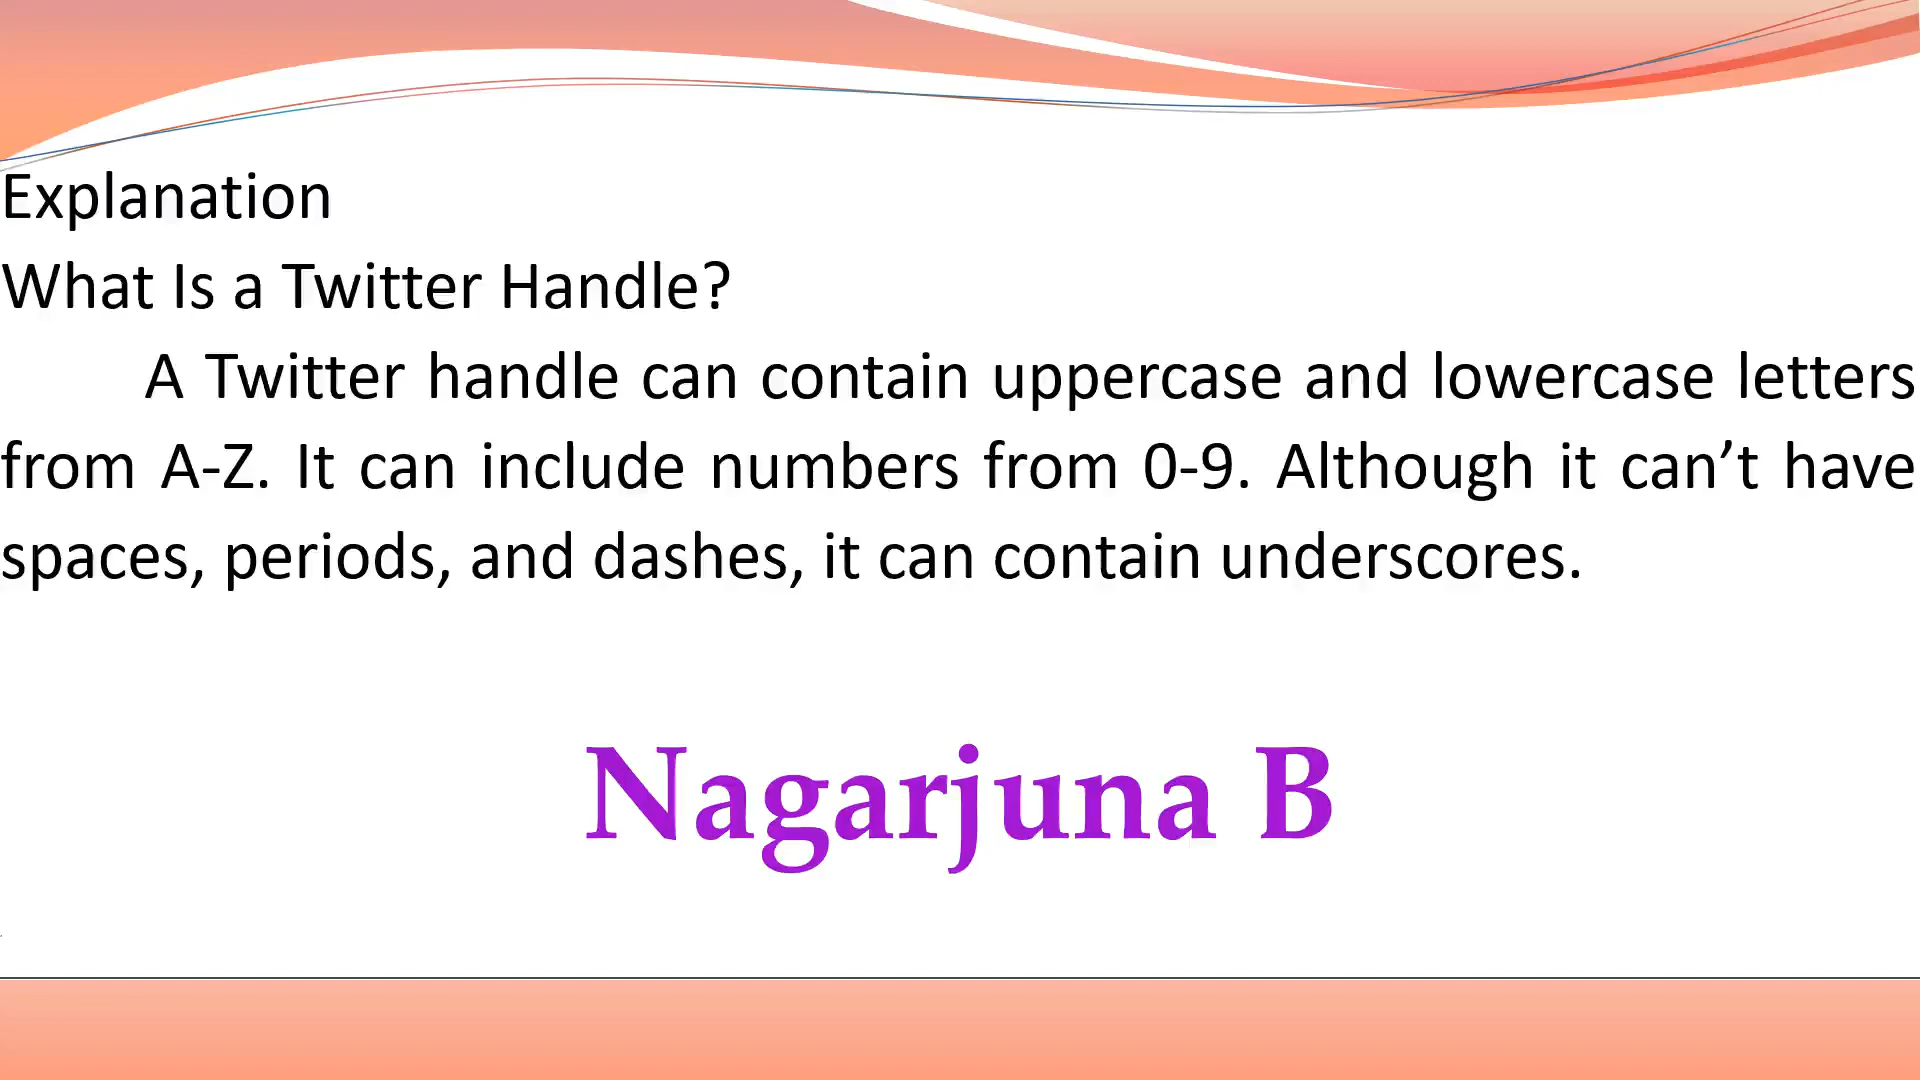 Explanation
What Is a Twitter Handle?
A Twitter handle can contain uppercase and lowercase letters
from A-Z. It can include numbers from 0-9. Although it can’t have
spaces, periods, and dashes, it can contain underscores.
Nagarjuna B